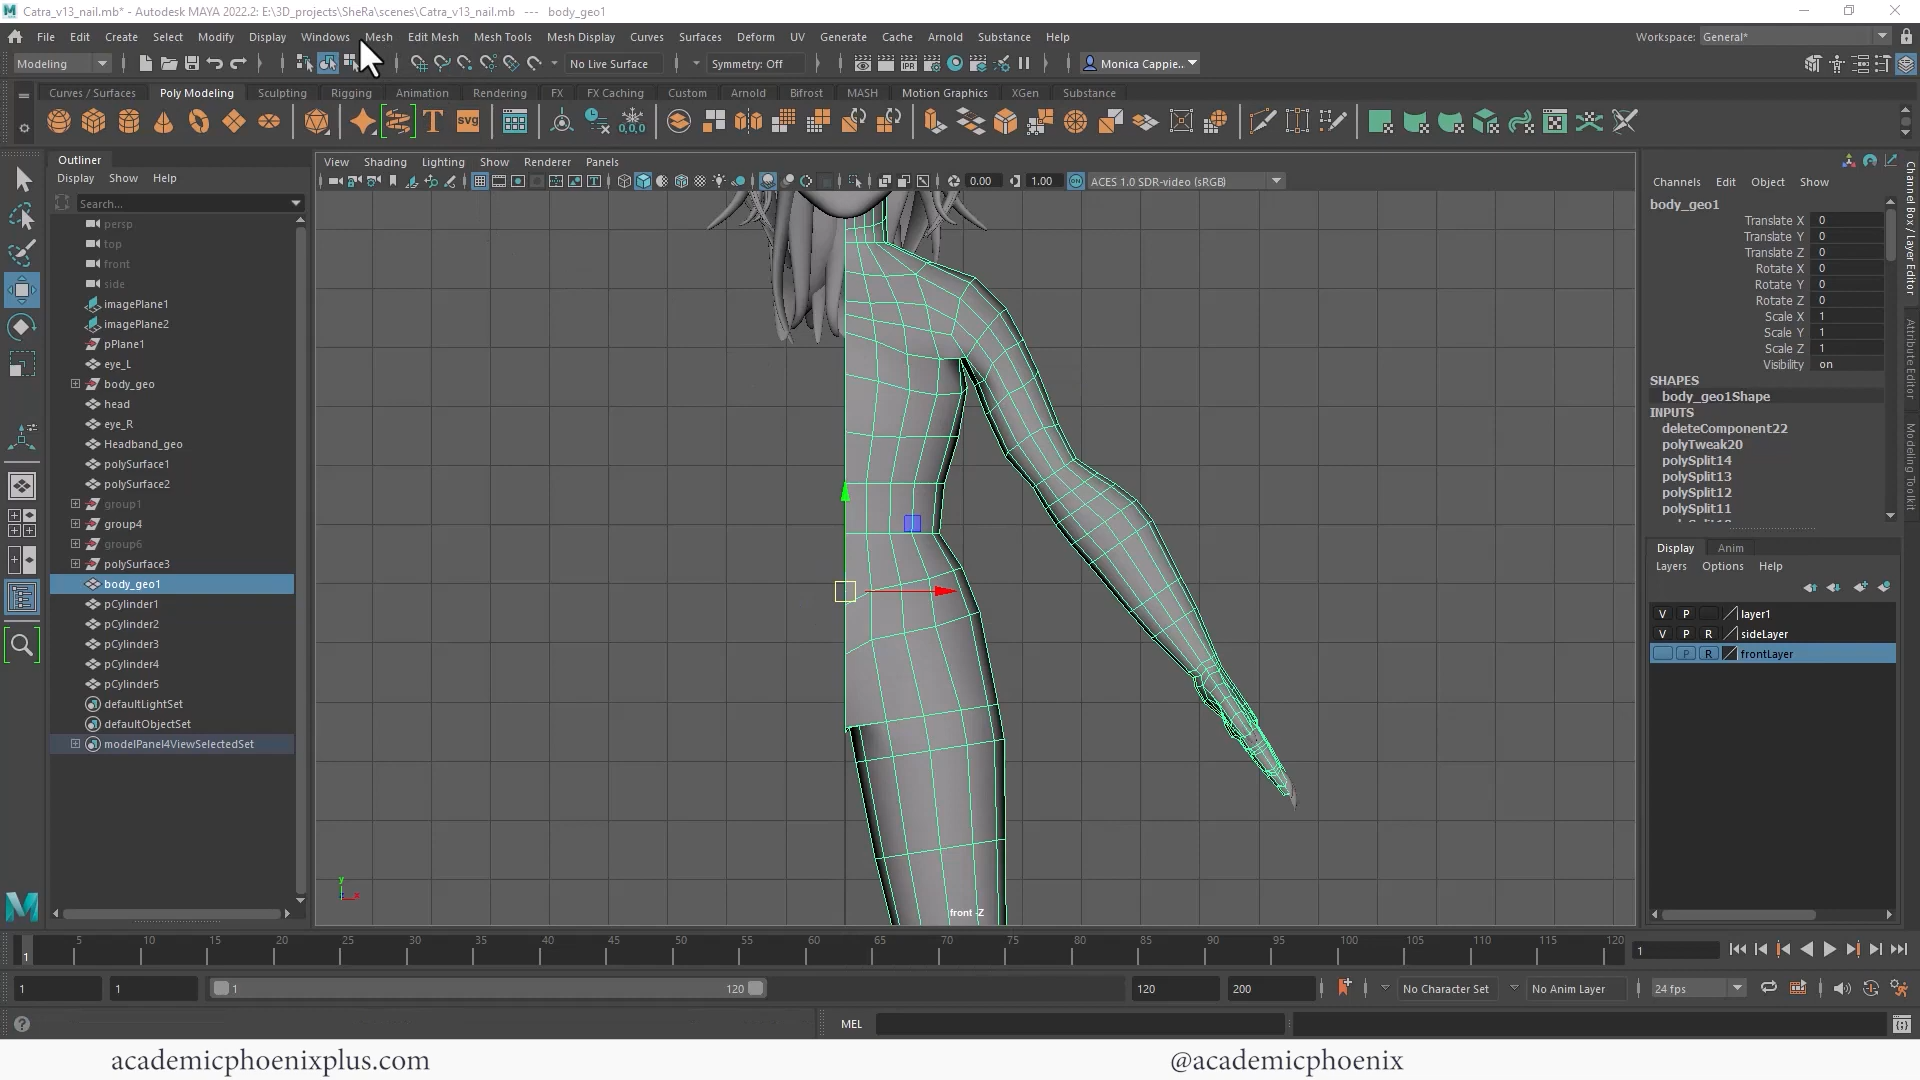 Catra_v13_nail.mb* - Autodesk MAYA 2022.2: E:\3D_projects\SheRa\scenes\Catra_v13_nail.mb --- body_geo1
File Edit Create Select Modify Display Windows Mesh Edit Mesh Mesh Tools Mesh Display Curves Surfaces Deform UV Generate Cache Arnold Substance Help
Workspace: General*
Modeling
No Live Surface
Symmetry: Off
Monica Cappie...
Curves / Surfaces Poly Modeling Sculpting Rigging Animation Rendering FX FX Caching Custom Arnold Bifrost MASH Motion Graphics XGen Substance
Outliner
Display Show Help
Search...
persp
top
front
side
imagePlane1
imagePlane2
pPlane1
eye_L
body_geo
head
eye_R
Headband_geo
polySurface1
polySurface2
group1
group4
group6
polySurface3
body_geo1
pCylinder1
pCylinder2
pCylinder3
pCylinder4
pCylinder5
defaultLightSet
defaultObjectSet
modelPanel4ViewSelectedSet
View Shading Lighting Show Renderer Panels
0.00 1.00 ACES 1.0 SDR-video (sRGB)
front -Z
Channels Edit Object Show
body_geo1
Translate X 0
Translate Y 0
Translate Z 0
Rotate X 0
Rotate Y 0
Rotate Z 0
Scale X 1
Scale Y 1
Scale Z 1
Visibility on
SHAPES
body_geo1Shape
INPUTS
deleteComponent22
polyTweak20
polySplit14
polySplit13
polySplit12
polySplit11
Display Anim
Layers Options Help
V P layer1
V P R sideLayer
P R frontLayer
Channel Box / Layer Editor
Attribute Editor
Modeling Toolkit
5 10 15 20 25 30 35 40 45 50 55 60 65 70 75 80 85 90 95 100 105 110 115 120
1
1
1 1 1 120 120 200
No Character Set
No Anim Layer
24 fps
MEL
academicphoenixplus.com
@academicphoenix